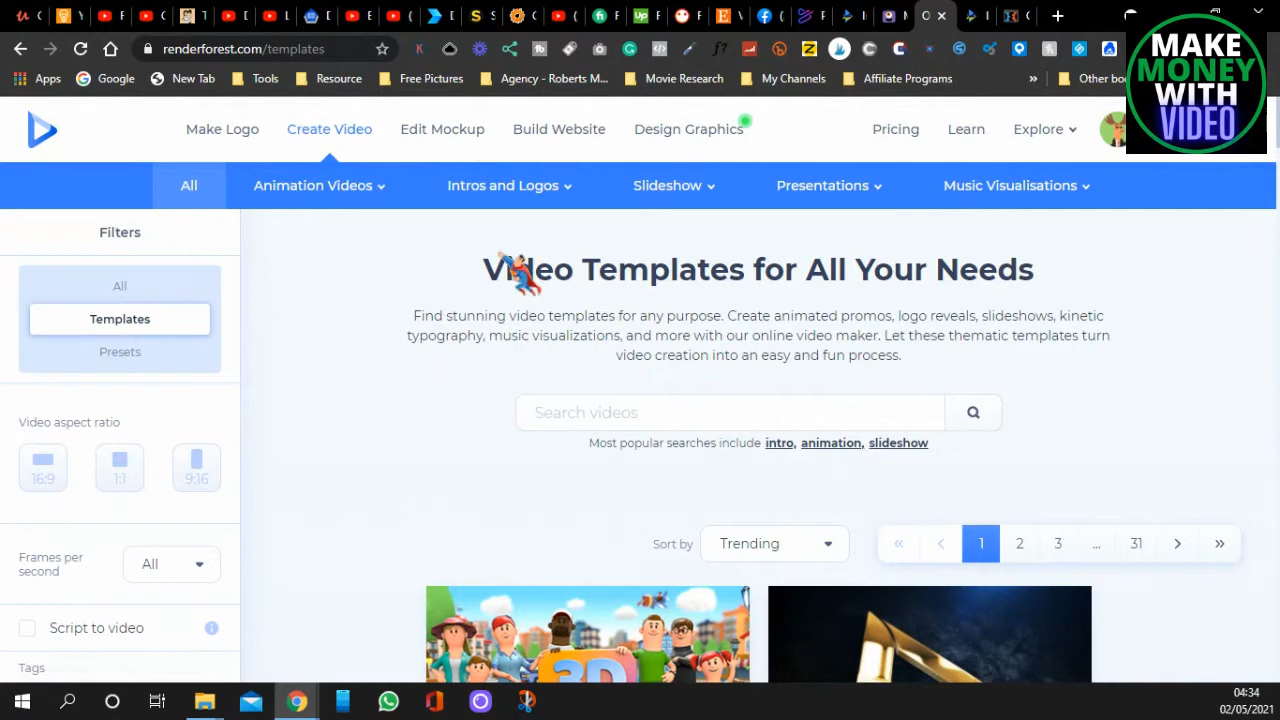 renderforest.com/templates
Apps
Google
New Tab
Tools
Resource
Free Pictures
Agency - Roberts M...
Movie Research
My Channels
Affiliate Programs
»
Other bo
MAKE
MONEY
WITH
VIDEO
Make Logo
Create Video
Edit Mockup
Build Website
Design Graphics
Pricing
Learn
Explore
All
Animation Videos
Intros and Logos
Slideshow
Presentations
Music Visualisations
Filters
All
Templates
Presets
Video aspect ratio
16:9
1:1
9:16
Frames per
second
All
Script to video
Tags
Video Templates for All Your Needs
Find stunning video templates for any purpose. Create animated promos, logo reveals, slideshows, kinetic
typography, music visualizations, and more with our online video maker. Let these thematic templates turn
video creation into an easy and fun process.
Search videos
Most popular searches include intro, animation, slideshow
Sort by
Trending
« ‹ 1 2 3 ... 31 › »
3D
04:34
02/05/2021